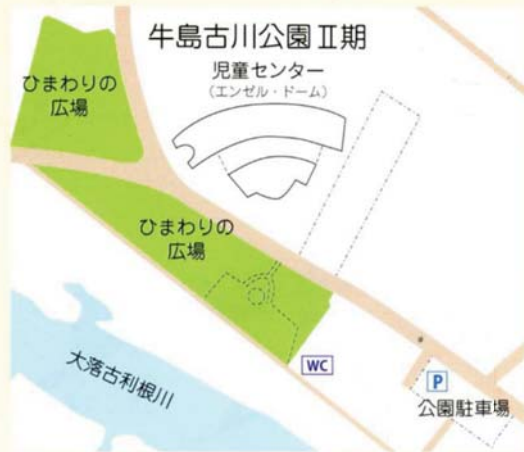 牛島古川公園Ⅱ期
児童センター
(エンゼル・ドーム)
ひまわりの
広場
ひまわりの
広場
大落古利根川
WC
P
公園駐車場